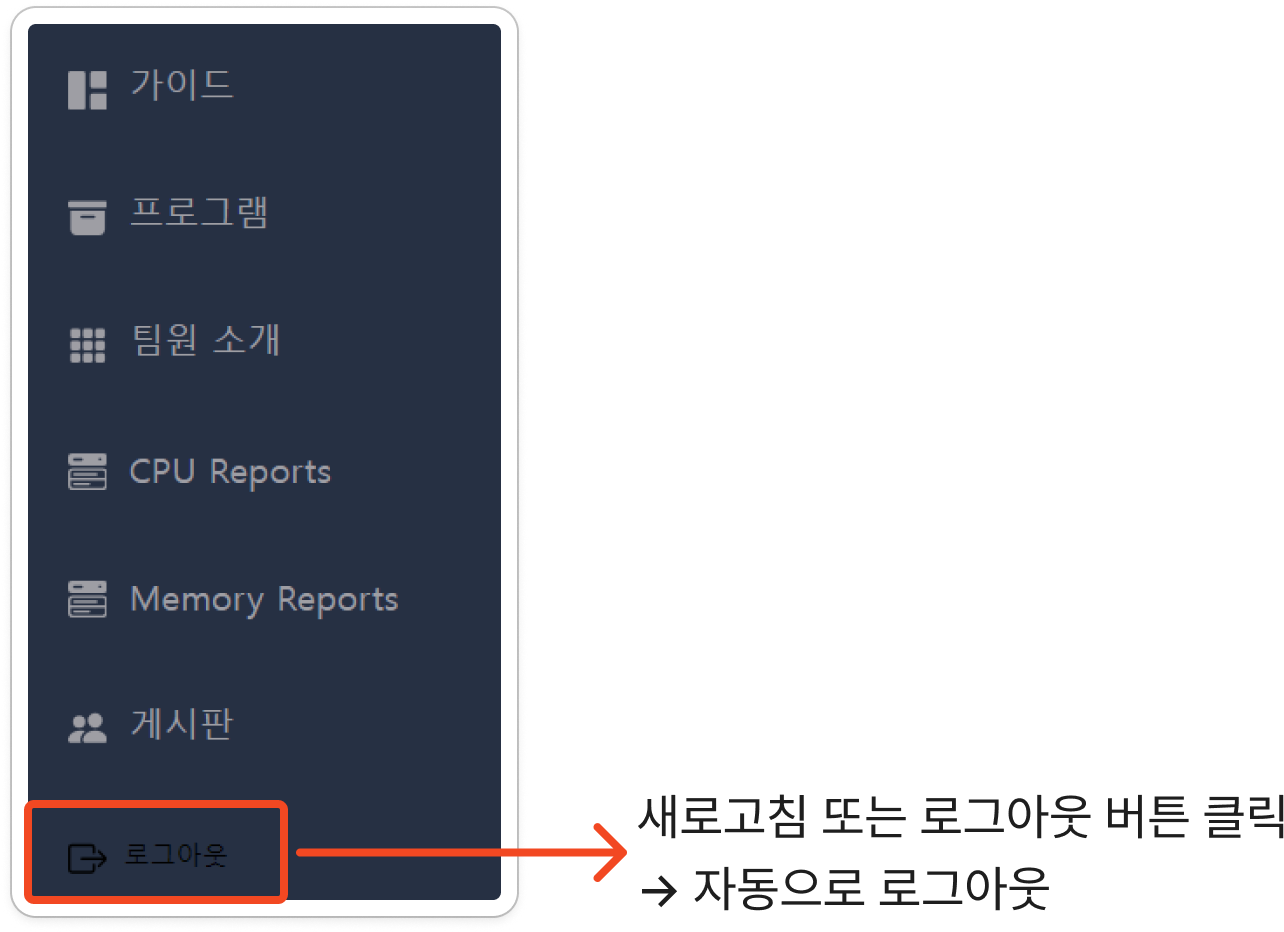 가이드
프로그램
팀원 소개
CPU Reports
Memory Reports
게시판
로그아웃
새로고침 또는 로그아웃 버튼 클릭
→ 자동으로 로그아웃